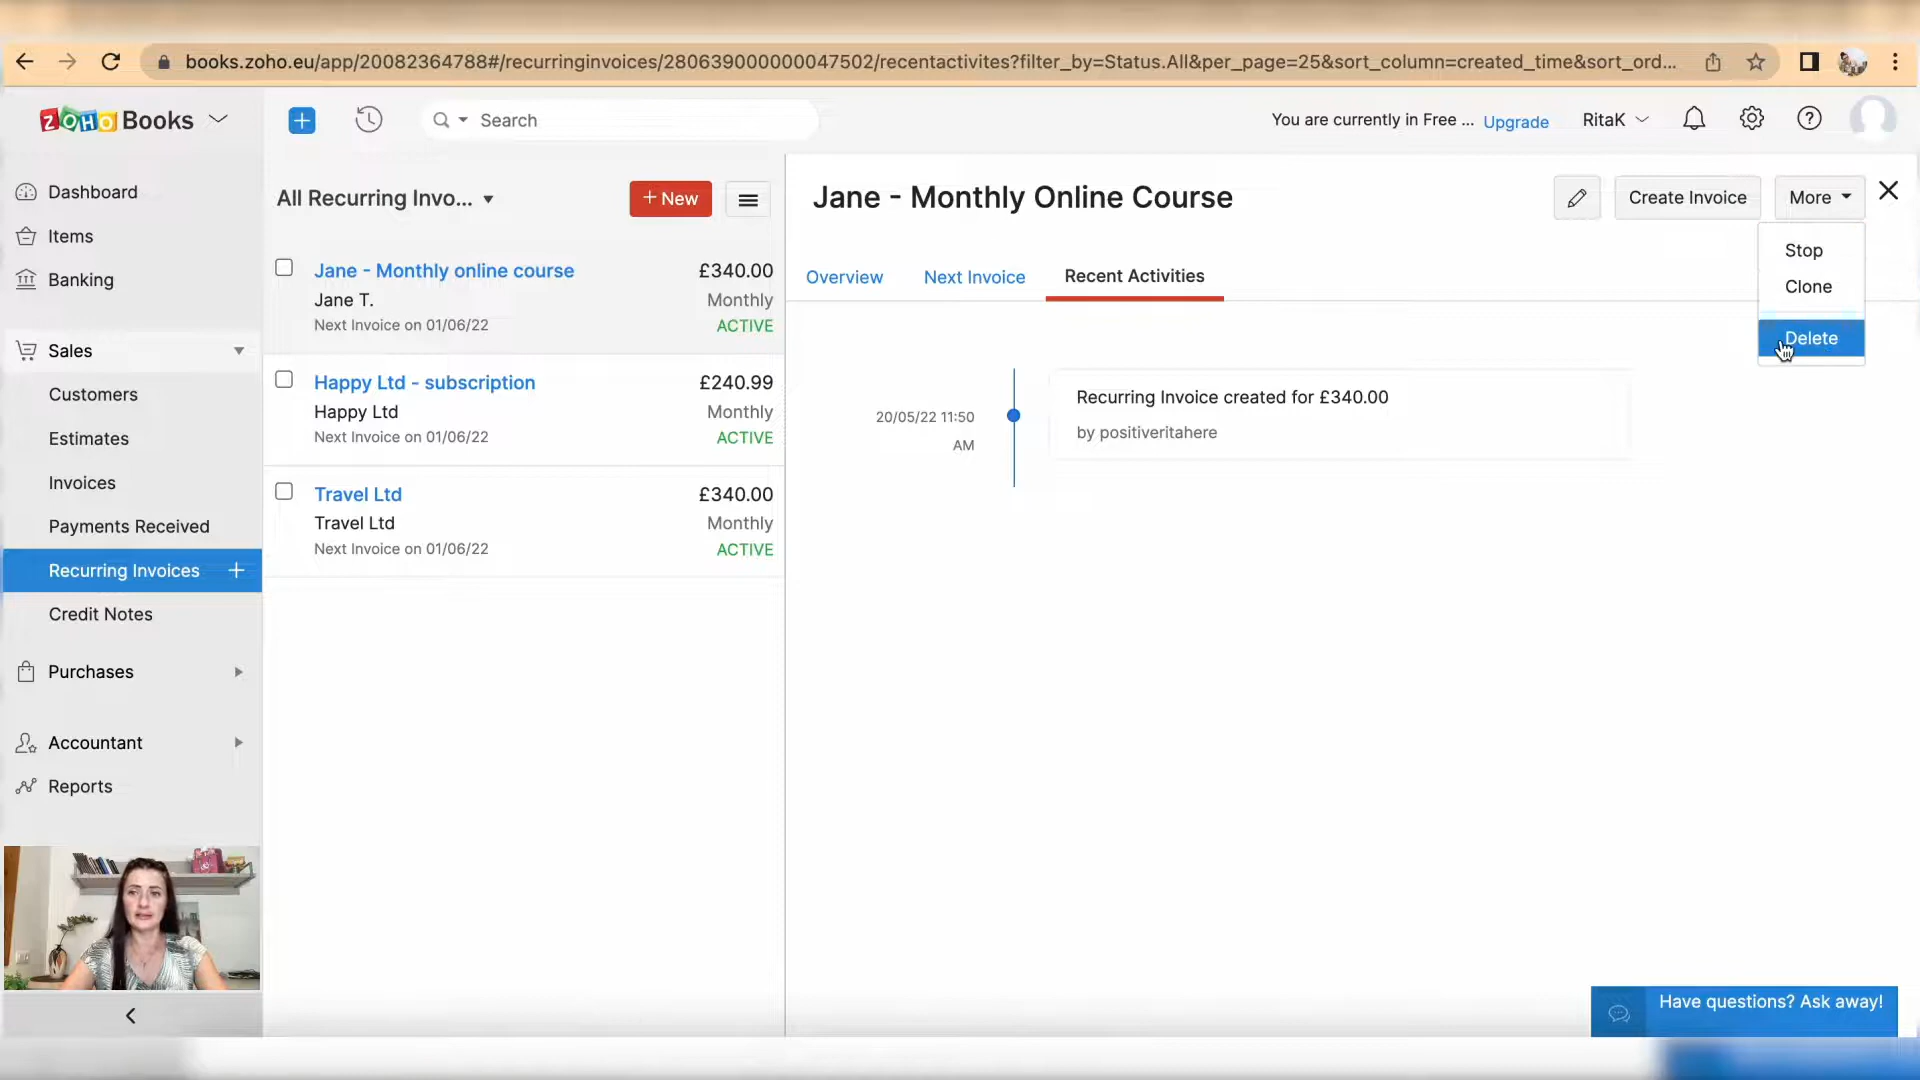 books.zoho.eu/app/20082364788#/recurringinvoices/280639000000047502/recentactivites?filter_by=Status.All&per_page=25&sort_column=created_time&sort_ord...
ZOHO Books
Search
You are currently in Free ... Upgrade
RitaK
Dashboard
Items
Banking
Sales
Customers
Estimates
Invoices
Payments Received
Recurring Invoices +
Credit Notes
Purchases
Accountant
Reports
All Recurring Invo...
+ New
Jane - Monthly online course £340.00
Jane T. Monthly
Next Invoice on 01/06/22 ACTIVE
Happy Ltd - subscription £240.99
Happy Ltd Monthly
Next Invoice on 01/06/22 ACTIVE
Travel Ltd £340.00
Travel Ltd Monthly
Next Invoice on 01/06/22 ACTIVE
Jane - Monthly Online Course
Create Invoice
More
Stop
Clone
Delete
Overview Next Invoice Recent Activities
20/05/22 11:50
AM
Recurring Invoice created for £340.00
by positiveritahere
Have questions? Ask away!